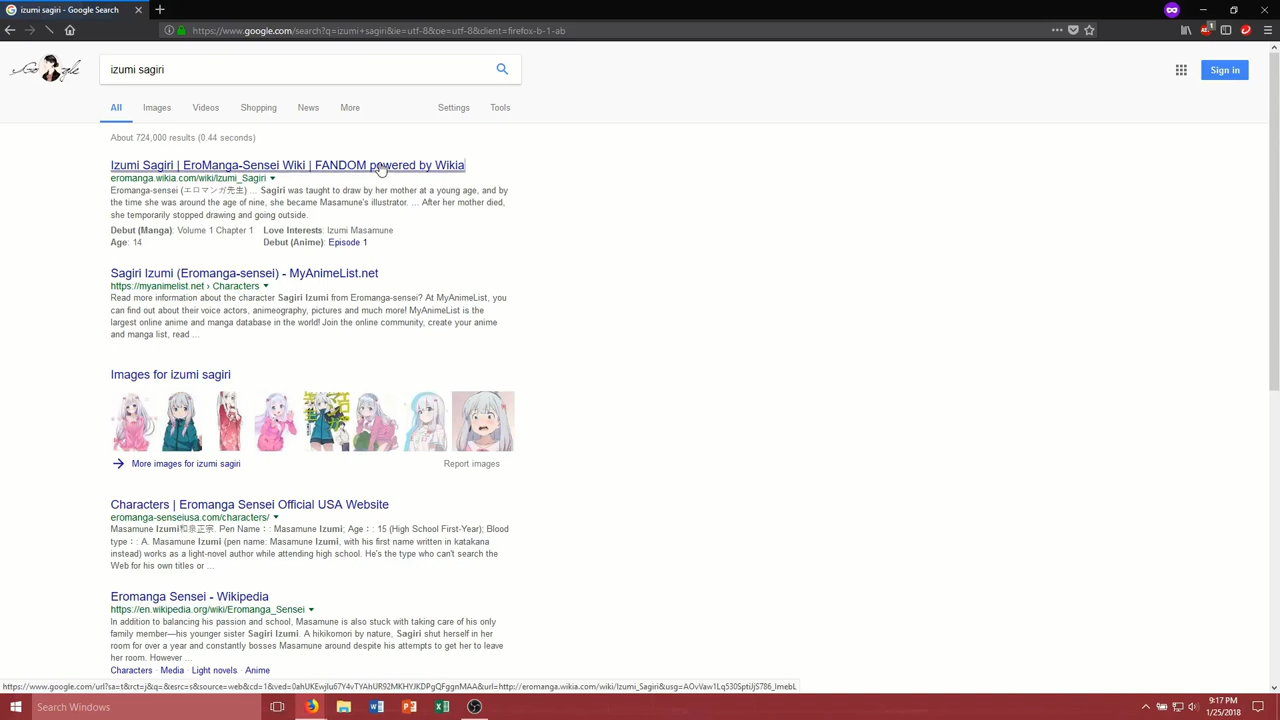 izumi sagiri - Google Search
https://www.google.com/search?q=izumi+sagiri&ie=utf-8&oe=utf-8&client=firefox-b-1-ab
izumi sagiri
Sign in
All Images Videos Shopping News More Settings Tools
About 724,000 results (0.44 seconds)
Izumi Sagiri | EroManga-Sensei Wiki | FANDOM powered by Wikia
eromanga.wikia.com/wiki/Izumi_Sagiri
Eromanga-sensei (エロマンガ先生) ... Sagiri was taught to draw by her mother at a young age, and by
the time she was around the age of nine, she became Masamune's illustrator. ... After her mother died,
she temporarily stopped drawing and going outside.
Debut (Manga): Volume 1 Chapter 1 Love Interests: Izumi Masamune
Age: 14 Debut (Anime): Episode 1
Sagiri Izumi (Eromanga-sensei) - MyAnimeList.net
https://myanimelist.net › Characters
Read more information about the character Sagiri Izumi from Eromanga-sensei? At MyAnimeList, you
can find out about their voice actors, animeography, pictures and much more! MyAnimeList is the
largest online anime and manga database in the world! Join the online community, create your anime
and manga list, read ...
Images for izumi sagiri
More images for izumi sagiri Report images
Characters | Eromanga Sensei Official USA Website
eromanga-senseiusa.com/characters/
Masamune Izumi和泉正宗. Pen Name：: Masamune Izumi; Age：: 15 (High School First-Year); Blood
type：: A. Masamune Izumi (pen name: Masamune Izumi, with his first name written in katakana
instead) works as a light-novel author while attending high school. He's the type who can't search the
Web for his own titles or ...
Eromanga Sensei - Wikipedia
https://en.wikipedia.org/wiki/Eromanga_Sensei
In addition to balancing his passion and school, Masamune is also stuck with taking care of his only
family member—his younger sister Sagiri Izumi. A hikikomori by nature, Sagiri shut herself in her
room for over a year and constantly bosses Masamune around despite his attempts to get her to leave
her room. However ...
Characters · Media · Light novels · Anime
Search Windows
9:17 PM
1/25/2018